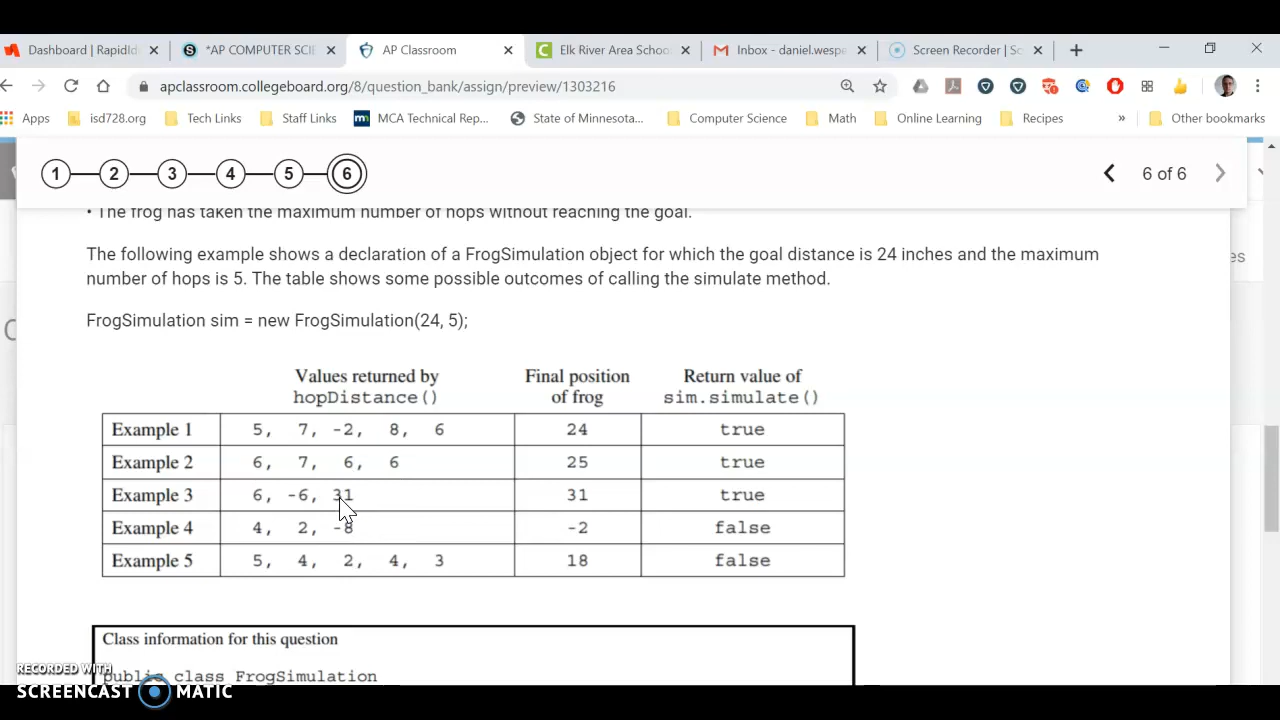 Dashboard | RapidIde
*AP COMPUTER SCIE
AP Classroom
Elk River Area Schoo
Inbox - daniel.wespe
Screen Recorder | Sc
apclassroom.collegeboard.org/8/question_bank/assign/preview/1303216
Apps isd728.org Tech Links Staff Links MCA Technical Rep... State of Minnesota... Computer Science Math Online Learning Recipes » Other bookmarks
1 2 3 4 5 6 6 of 6
• The frog has taken the maximum number of hops without reaching the goal.
The following example shows a declaration of a FrogSimulation object for which the goal distance is 24 inches and the maximum
number of hops is 5. The table shows some possible outcomes of calling the simulate method.
FrogSimulation sim = new FrogSimulation(24, 5);
Values returned by Final position Return value of
hopDistance() of frog sim.simulate()
Example 1 5, 7, -2, 8, 6 24 true
Example 2 6, 7, 6, 6 25 true
Example 3 6, -6, 31 31 true
Example 4 4, 2, -8 -2 false
Example 5 5, 4, 2, 4, 3 18 false
Class information for this question
public class FrogSimulation
RECORDED WITH
SCREENCAST MATIC